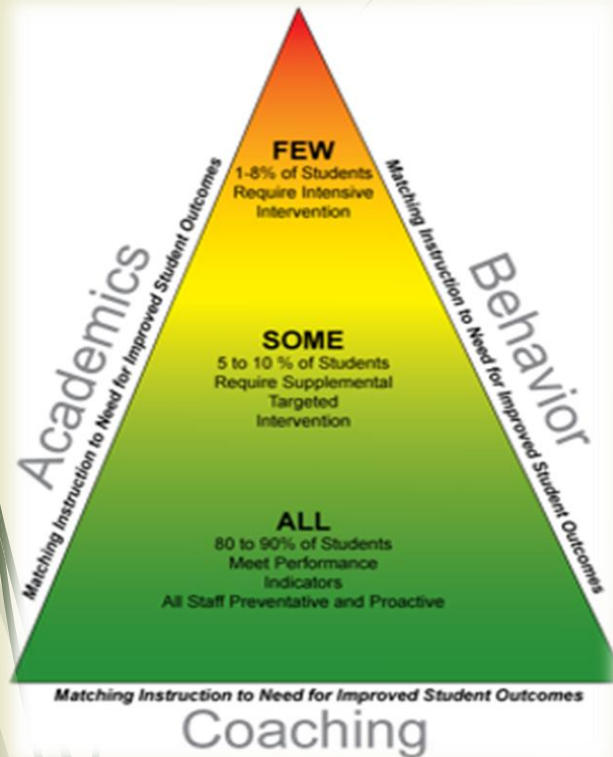 FEW
1-8% of Students
Require Intensive
Intervention
Academics
Matching Instruction to Need for Improved Student Outcomes
Matching Instruction to Need for Improved Student Outcomes
Behavior
SOME
5 to 10 % of Students
Require Supplemental
Targeted
Intervention
ALL
80 to 90% of Students
Meet Performance
Indicators
All Staff Preventative and Proactive
Matching Instruction to Need for Improved Student Outcomes
Coaching